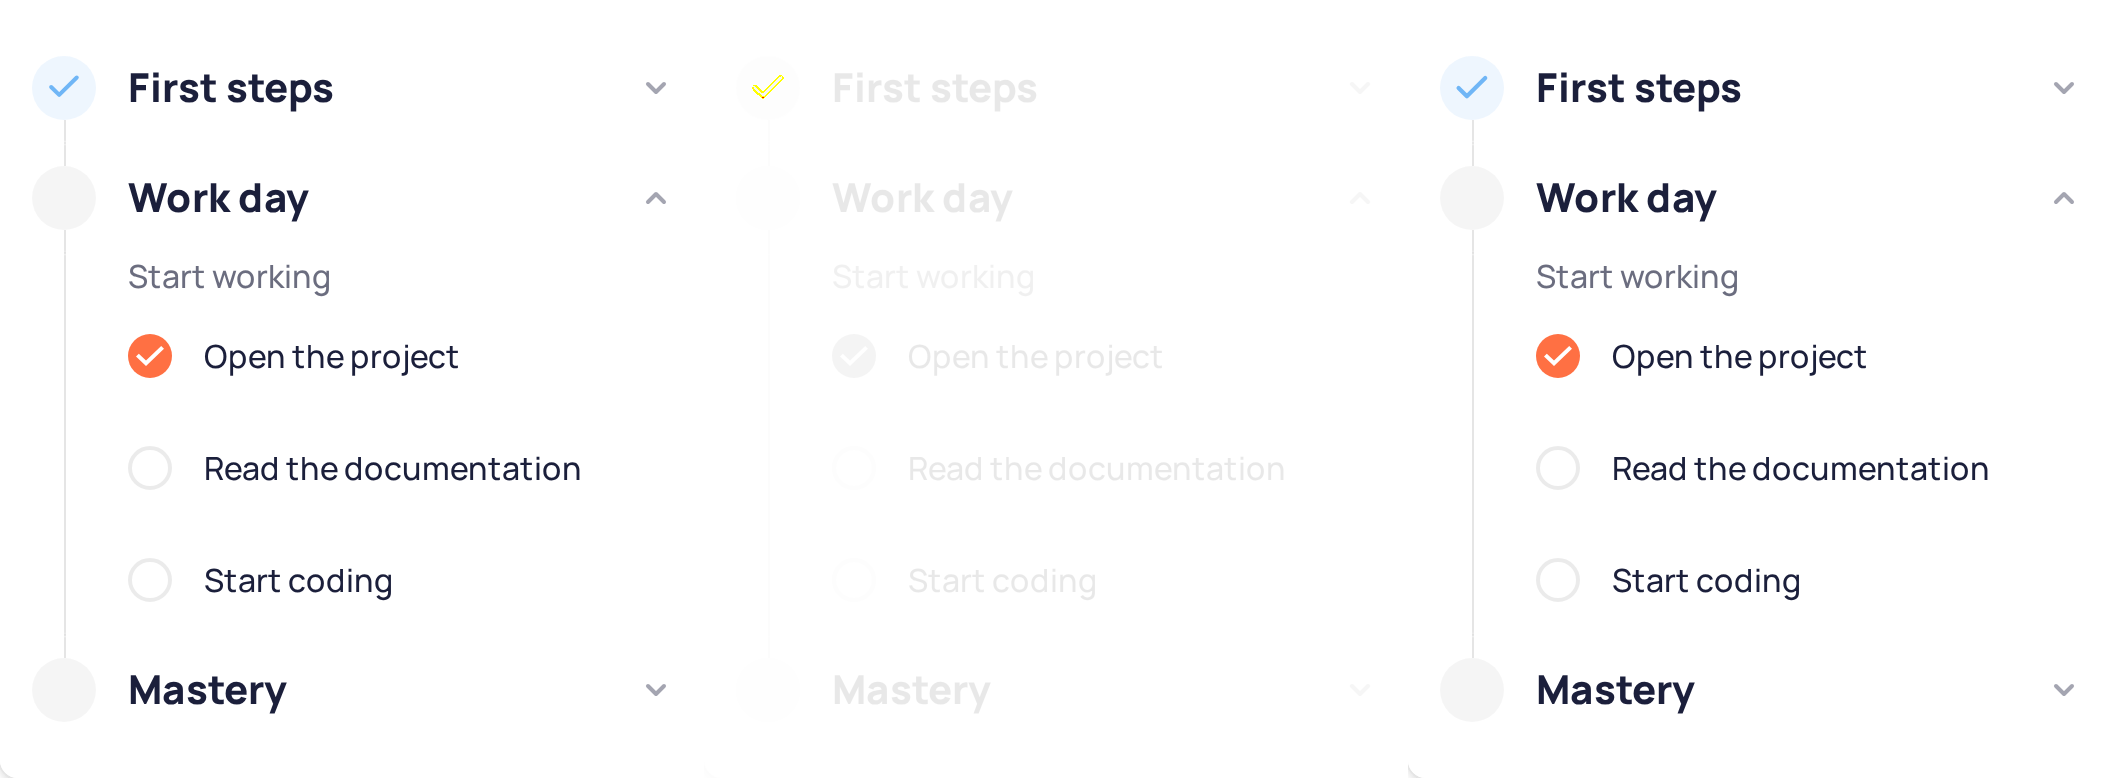 First steps
Work day
Start working
Open the project
Read the documentation
Start coding
Mastery
First steps
Work day
Start working
Open the project
Read the documentation
Start coding
Mastery
First steps
Work day
Start working
Open the project
Read the documentation
Start coding
Mastery